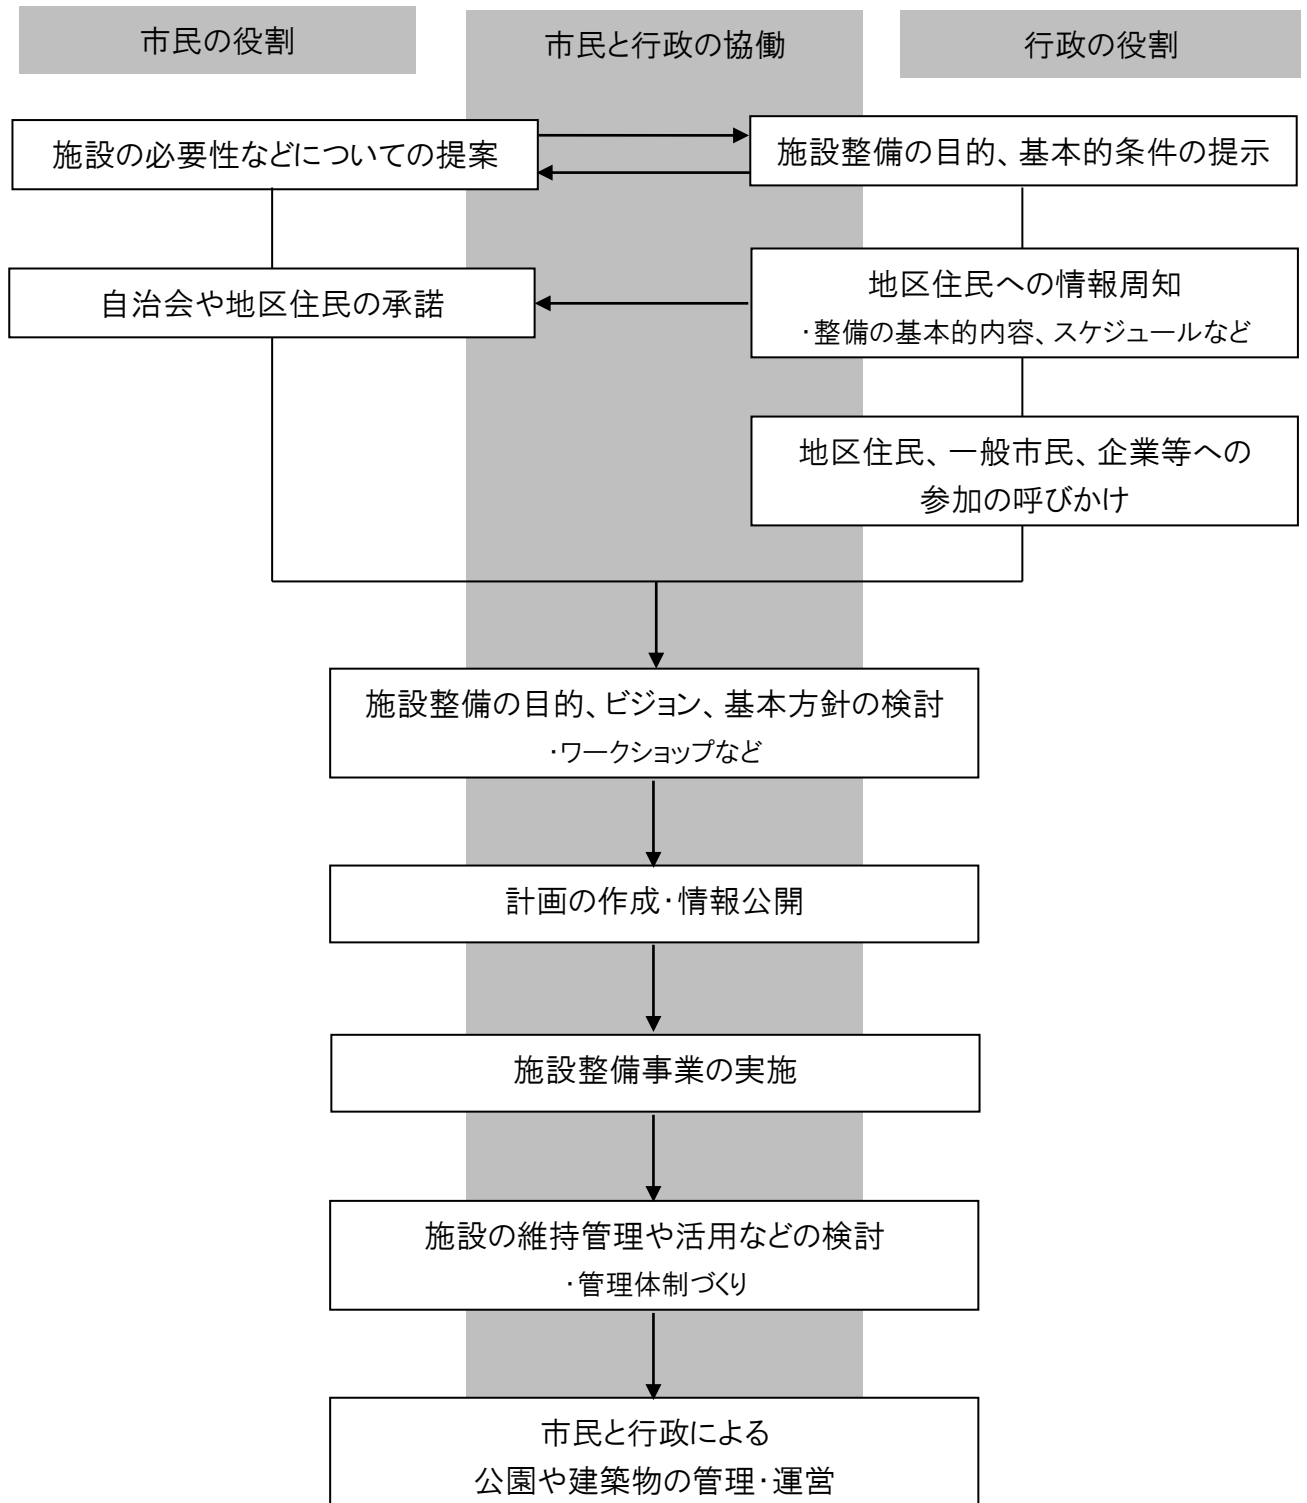 市民の役割
市民と行政の協働
行政の役割
施設の必要性などについての提案
施設整備の目的、基本的条件の提示
自治会や地区住民の承諾
地区住民への情報周知
・整備の基本的内容、スケジュールなど
地区住民、一般市民、企業等への
参加の呼びかけ
施設整備の目的、ビジョン、基本方針の検討
・ワークショップなど
計画の作成・情報公開
施設整備事業の実施
施設の維持管理や活用などの検討
・管理体制づくり
市民と行政による
公園や建築物の管理・運営